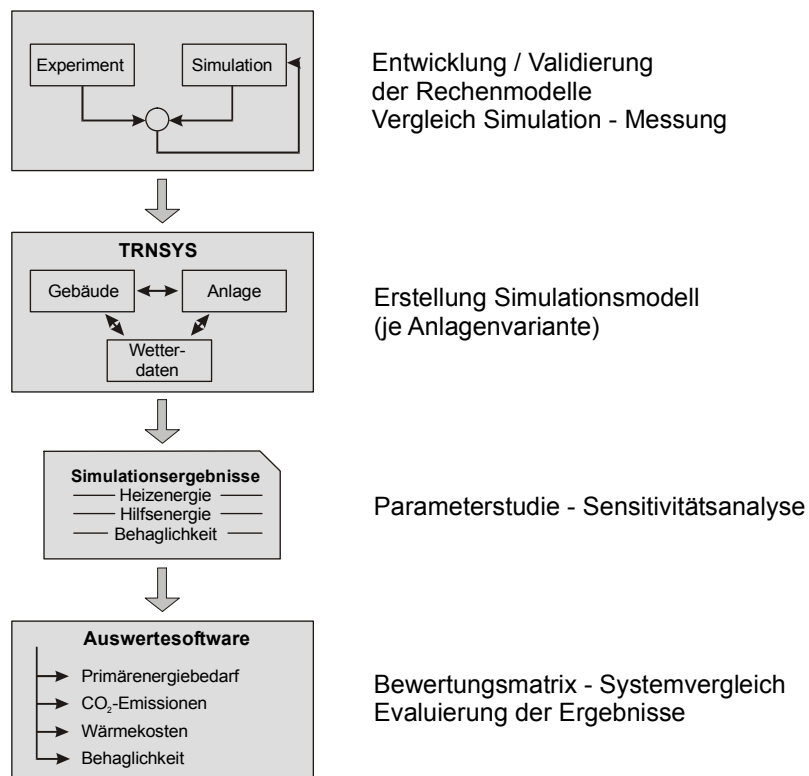 Experiment
Simulation
Entwicklung / Validierung
der Rechenmodelle
Vergleich Simulation - Messung
TRNSYS
Gebäude
Anlage
Wetter-
daten
Erstellung Simulationsmodell
(je Anlagenvariante)
Simulationsergebnisse
Heizenergie
Hilfsenergie
Behaglichkeit
Parameterstudie - Sensitivitätsanalyse
Auswertesoftware
Primärenergiebedarf
CO₂-Emissionen
Wärmekosten
Behaglichkeit
Bewertungsmatrix - Systemvergleich
Evaluierung der Ergebnisse